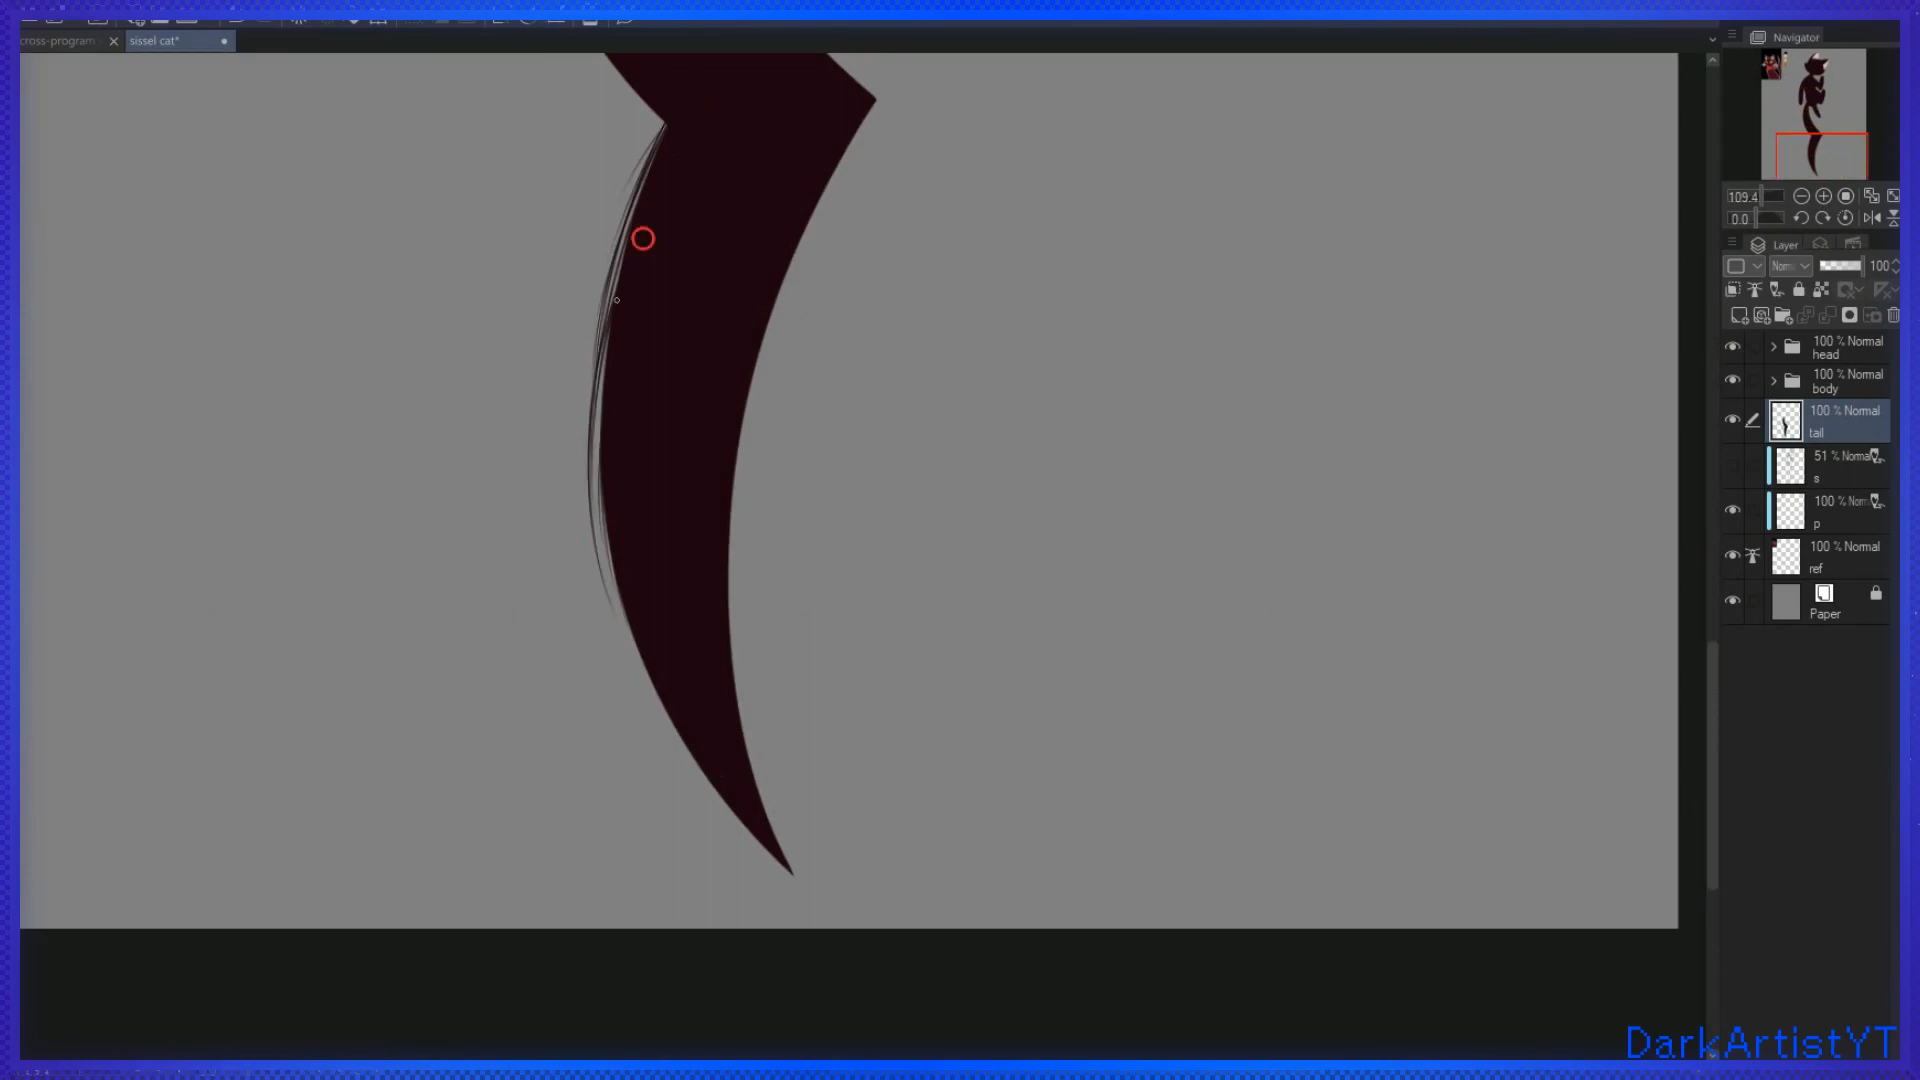 cross-program
sissel cat*
Navigator
109.4
0.0
Layer
100
100 % Normal
head
100 % Normal
body
100 % Normal
tail
51 % Normal
s
100 % Norm
p
100 % Normal
ref
Paper
DarkArtistYT